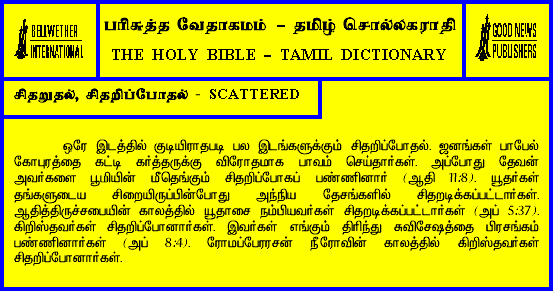 BELLWETHER
INTERNATIONAL
பரிசுத்த வேதாகமம் – தமிழ் சொல்லகராதி
THE HOLY BIBLE – TAMIL DICTIONARY
GOOD NEWS
PUBLISHERS
சிதறுதல், சிதறிப்போதல் - SCATTERED
ஒரே இடத்தில் குடியிராதபடி பல இடங்களுக்கும் சிதறிப்போதல். ஜனங்கள் பாபேல்
கோபுரத்தை கட்டி கர்த்தருக்கு விரோதமாக பாவம் செய்தார்கள். அப்போது தேவன்
அவர்களை பூமியின் மீதெங்கும் சிதறிப்போகப் பண்ணினார் (ஆதி 11:8). யூதர்கள்
தங்களுடைய சிறையிருப்பின்போது அந்நிய தேசங்களில் சிதறடிக்கப்பட்டார்கள்.
ஆதித்திருச்சபையின் காலத்தில் யூதாசை நம்பியவர்கள் சிதறடிக்கப்பட்டார்கள் (அப் 5:37).
கிறிஸ்தவர்கள் சிதறிப்போனார்கள். இவர்கள் எங்கும் திரிந்து சுவிசேஷத்தை பிரசங்கம்
பண்ணினார்கள் (அப் 8:4). ரோமப்பேரரசன் நீரோவின் காலத்தில் கிறிஸ்தவர்கள்
சிதறிப்போனார்கள்.